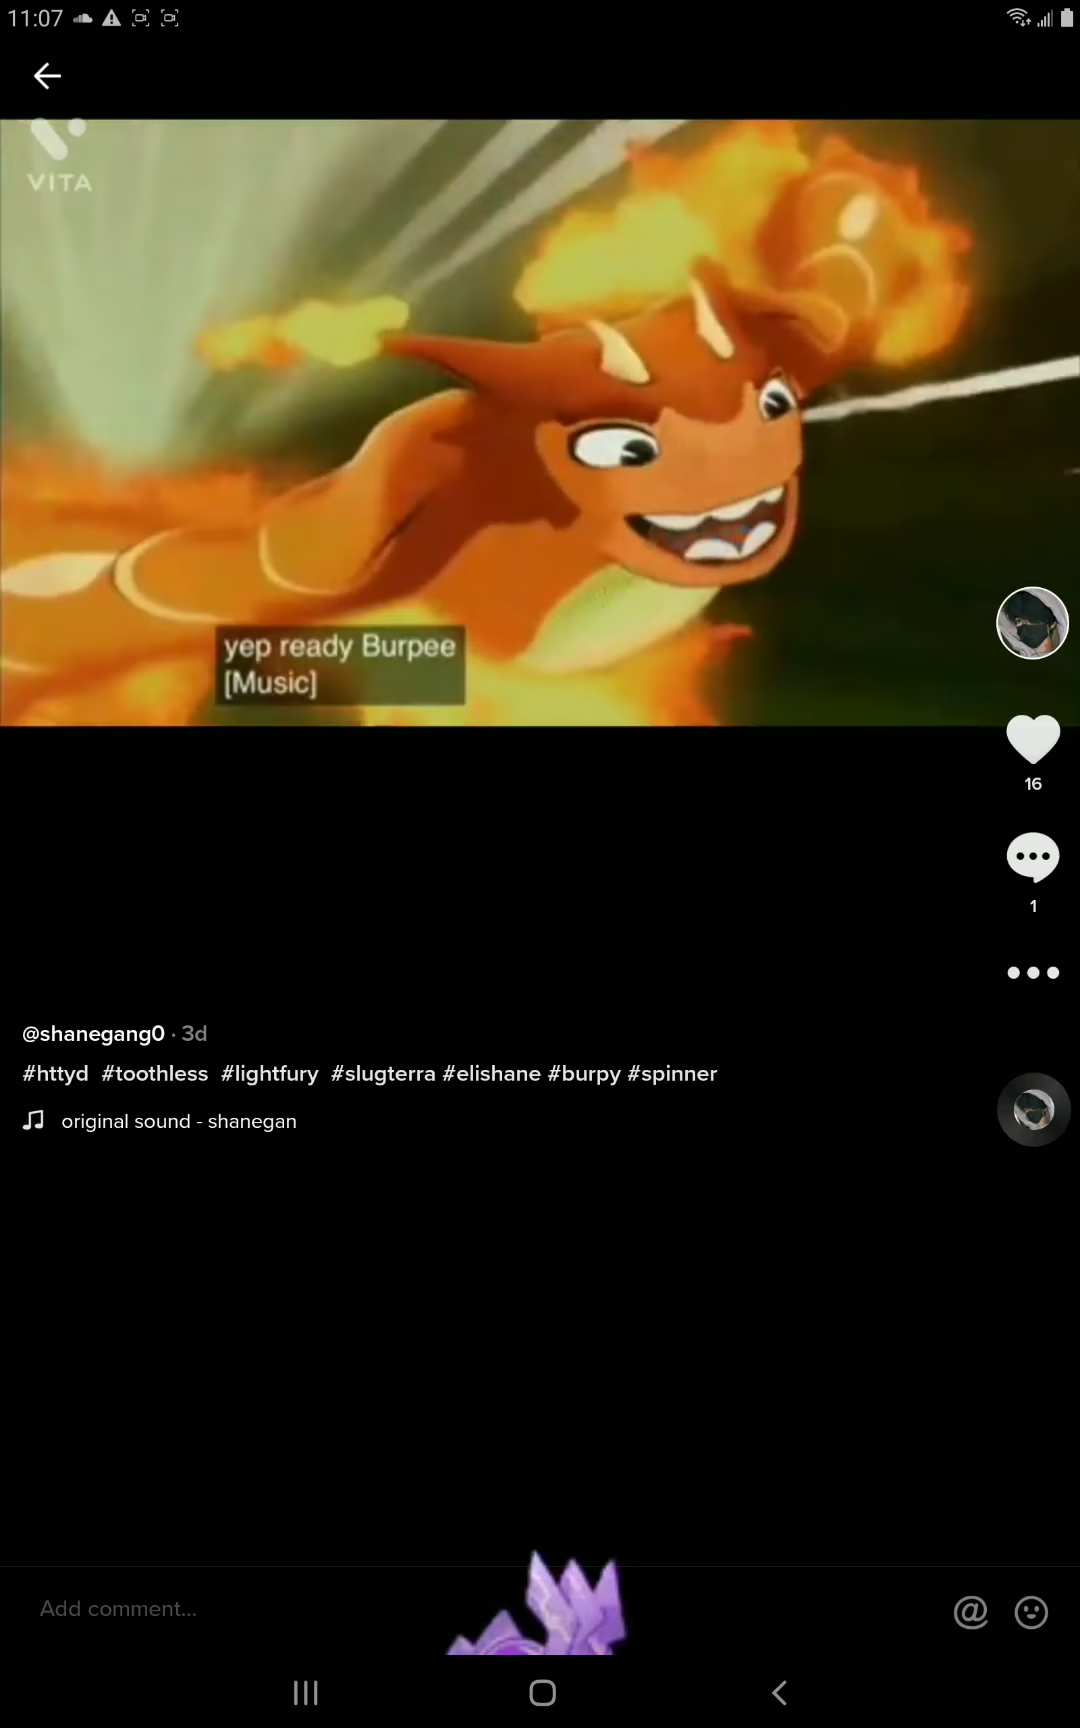 11:07
VITA
yep ready Burpee
[Music]
16
1
@shanegang0 · 3d
#httyd #toothless #lightfury #slugterra #elishane #burpy #spinner
original sound - shanegan
Add comment...